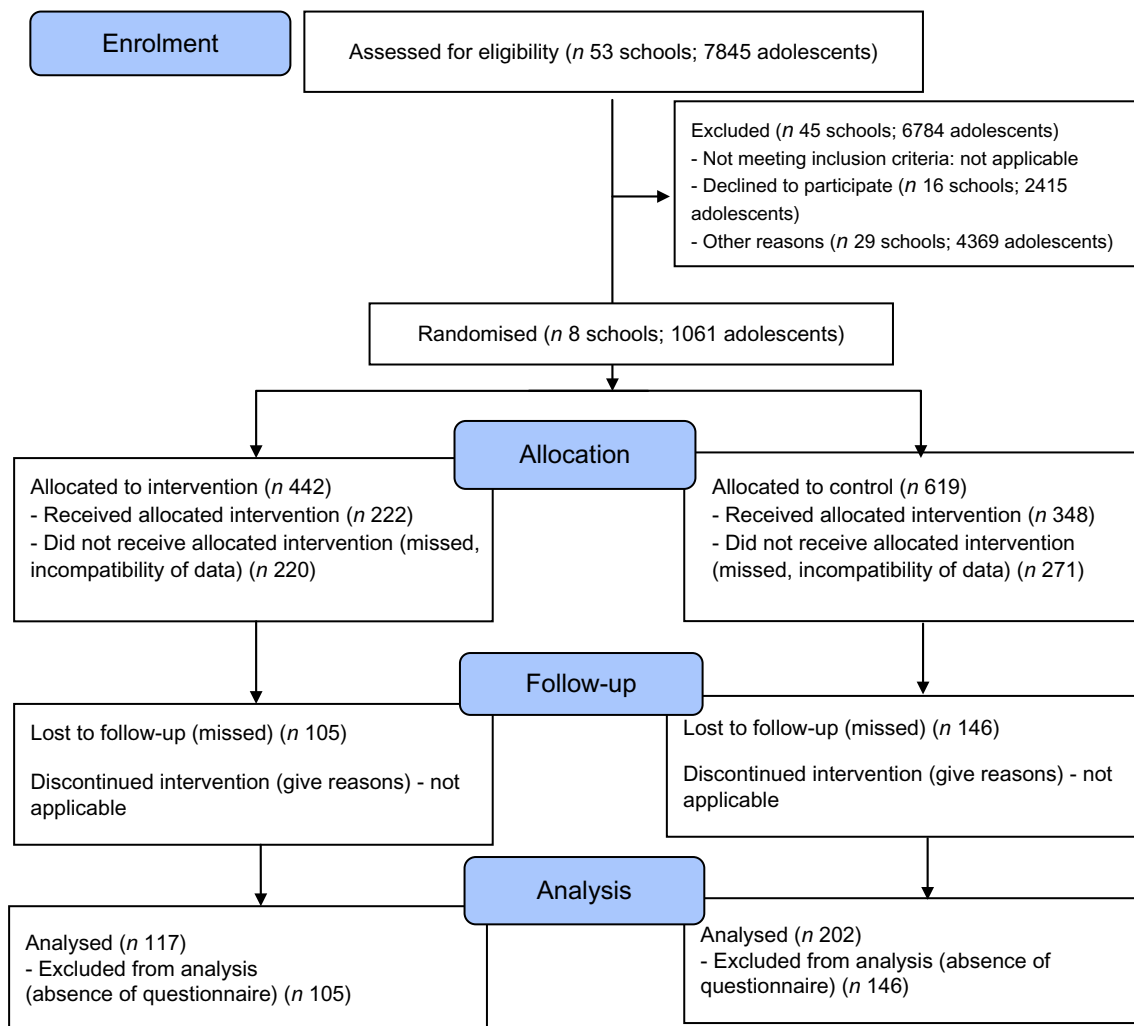 Enrolment
Assessed for eligibility (n 53 schools; 7845 adolescents)
Excluded (n 45 schools; 6784 adolescents)
- Not meeting inclusion criteria: not applicable
- Declined to participate (n 16 schools; 2415
adolescents)
- Other reasons (n 29 schools; 4369 adolescents)
Randomised (n 8 schools; 1061 adolescents)
Allocation
Allocated to intervention (n 442)
- Received allocated intervention (n 222)
- Did not receive allocated intervention (missed,
incompatibility of data) (n 220)
Allocated to control (n 619)
- Received allocated intervention (n 348)
- Did not receive allocated intervention
(missed, incompatibility of data) (n 271)
Follow-up
Lost to follow-up (missed) (n 105)
Discontinued intervention (give reasons) - not
applicable
Lost to follow-up (missed) (n 146)
Discontinued intervention (give reasons) - not
applicable
Analysis
Analysed (n 117)
- Excluded from analysis
(absence of questionnaire) (n 105)
Analysed (n 202)
- Excluded from analysis (absence of
questionnaire) (n 146)